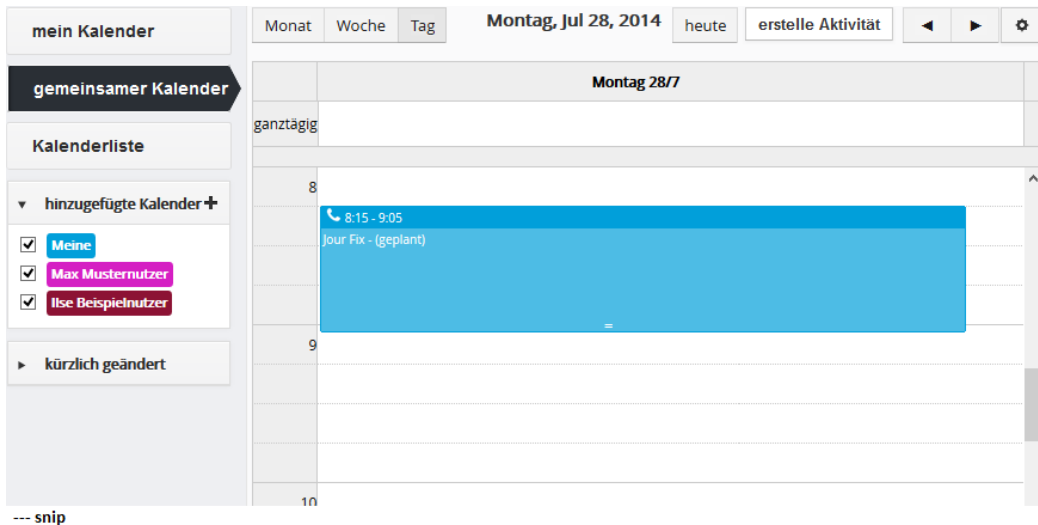 mein Kalender
gemeinsamer Kalender
Kalenderliste
hinzugefügte Kalender
Meine
Max Musternutzer
Ilse Beispielnutzer
kürzlich geändert
Monat Woche Tag Montag, Jul 28, 2014 heute erstelle Aktivität
Montag 28/7
ganztägig
8
8:15 - 9:05
Jour Fix - (geplant)
9
10
--- snip